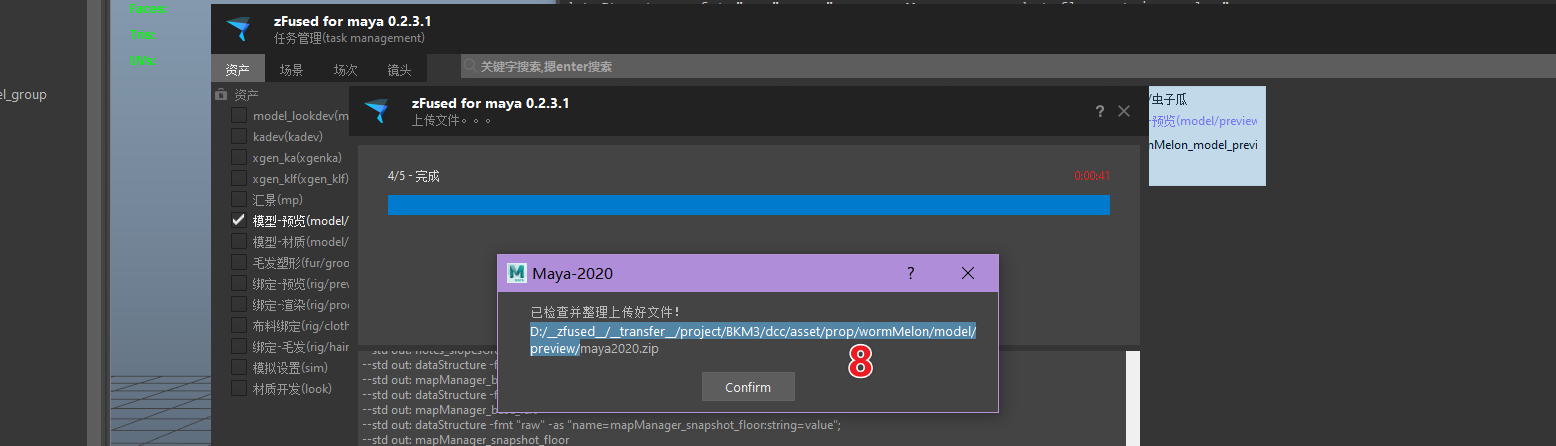 Faces:
Tris:
UVs:
el_group
zFused for maya 0.2.3.1
任务管理(task management)
资产 场景 场次 镜头
关键字搜索,摁enter搜索
资产
model_lookdev(m
kadev(kadev)
xgen_ka(xgenka)
xgen_klf(xgen_klf)
汇景(mp)
模型-预览(model/
模型-材质(model/
毛发塑形(fur/groo
绑定-预览(rig/prev
绑定-渲染(rig/prod
布料绑定(rig/cloth
绑定-毛发(rig/hair
模拟设置(sim)
材质开发(look)
zFused for maya 0.2.3.1
上传文件。。。
?
4/5 - 完成
0:00:41
/虫子瓜
-预览(model/preview
mMelon_model_previ
Maya-2020
?
已检查并整理上传好文件!
D:/__zfused__/__transfer__/project/BKM3/dcc/asset/prop/wormMelon/model/
preview/maya2020.zip
8
Confirm
--std out: dataStructure -f
--std out: mapManager_b
--std out: dataStructure -f
--std out: mapManager_b
--std out: dataStructure -fmt "raw" -as "name=mapManager_snapshot_floor:string=value";
--std out: mapManager_snapshot_floor